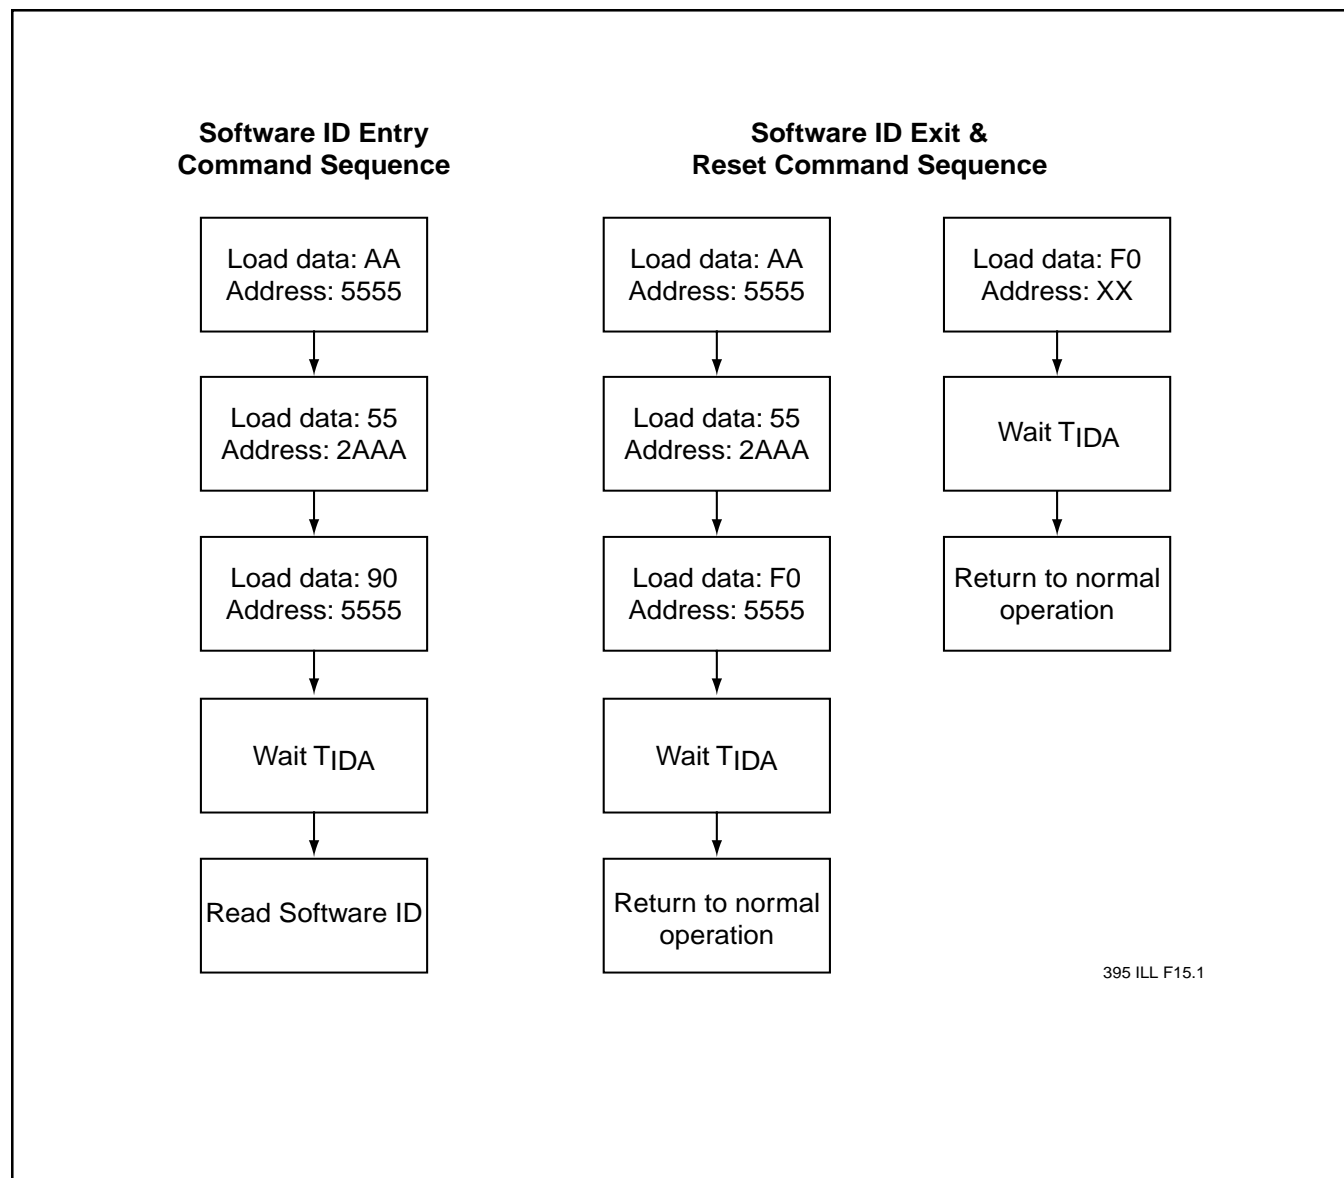 Software ID Entry
Command Sequence
Load data: AA
Address: 5555
Load data: 55
Address: 2AAA
Load data: 90
Address: 5555
Wait TIDA
Read Software ID
Software ID Exit &
Reset Command Sequence
Load data: AA
Address: 5555
Load data: 55
Address: 2AAA
Load data: F0
Address: 5555
Wait TIDA
Return to normal
operation
Load data: F0
Address: XX
Wait TIDA
Return to normal
operation
395 ILL F15.1